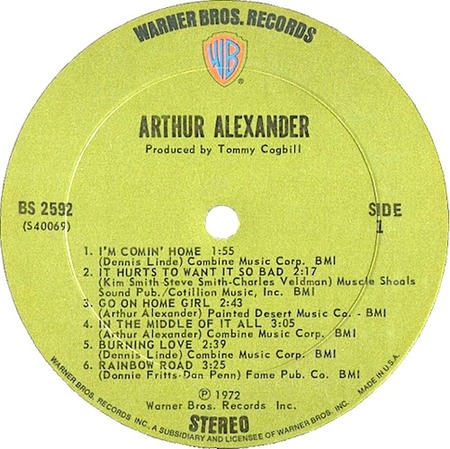 WARNER BROS. RECORDS
WB
®
ARTHUR ALEXANDER
Produced by Tommy Cogbill
BS 2592
(S40069)
SIDE
1
1. I'M COMIN' HOME 1:55
(Dennis Linde) Combine Music Corp. BMI
2. IT HURTS TO WANT IT SO BAD 2:17
(Kim Smith-Steve Smith-Charles Veldman) Muscle Shoals
Sound Pub./Cotillion Music, Inc. BMI
3. GO ON HOME GIRL 2:43
(Arthur Alexander) Painted Desert Music Co. - BMI
4. IN THE MIDDLE OF IT ALL 3:05
(Arthur Alexander) Combine Music Corp. BMI
5. BURNING LOVE 2:39
(Dennis Linde) Combine Music Corp. BMI
6. RAINBOW ROAD 3:25
(Donnie Fritts-Dan Penn) Fame Pub. Co. BMI
℗ 1972
Warner Bros. Records Inc.
STEREO
WARNER BROS. RECORDS INC., A SUBSIDIARY AND LICENSEE OF WARNER BROS. INC. MADE IN U.S.A.